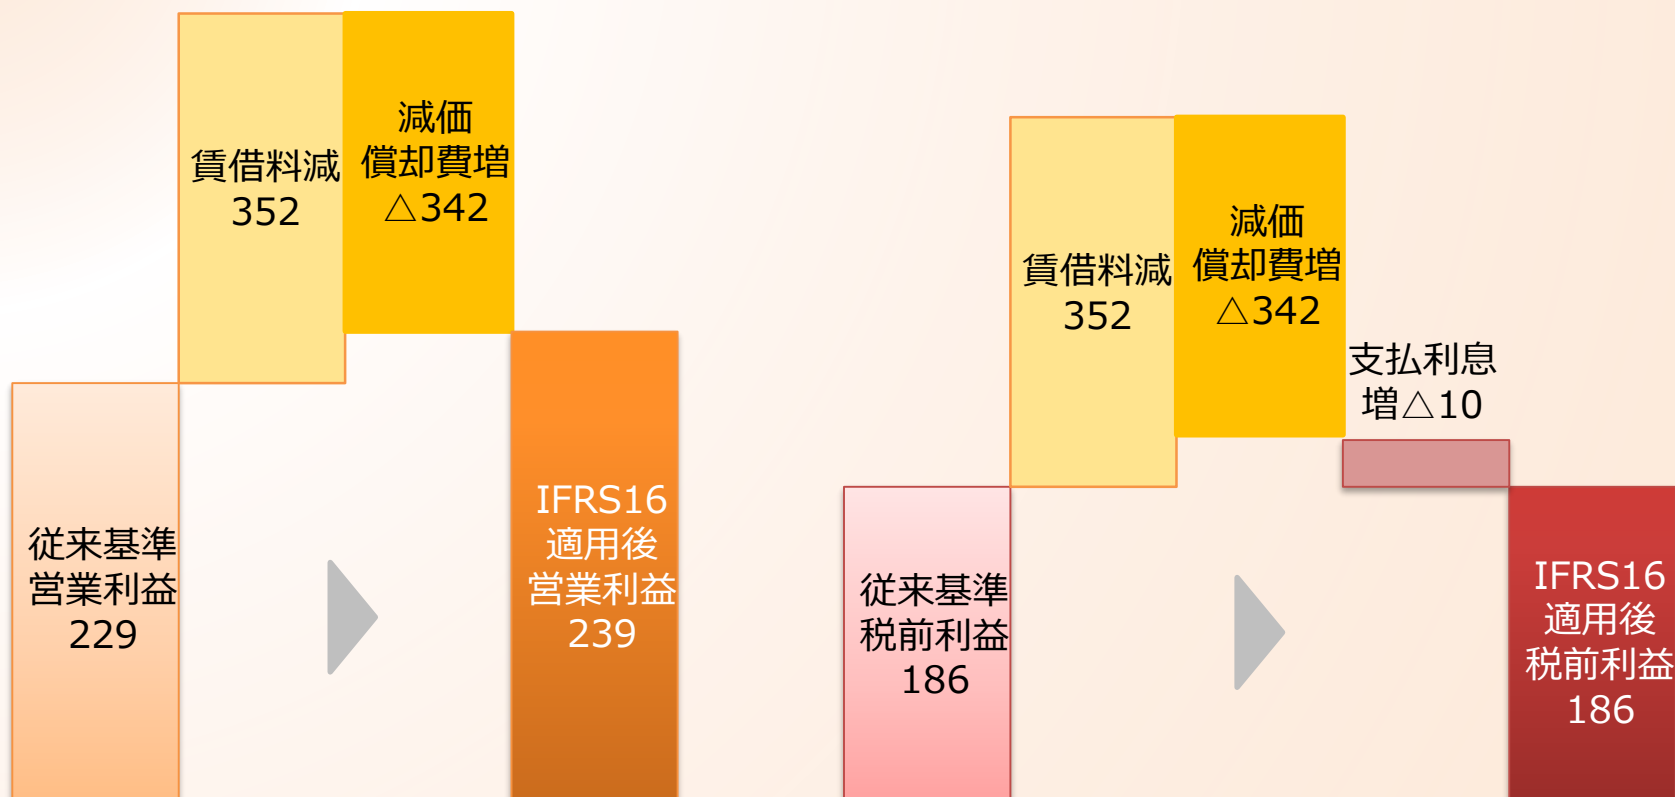 賃借料減
352
減価
償却費増
△342
従来基準
営業利益
229
IFRS16
適用後
営業利益
239
賃借料減
352
減価
償却費増
△342
支払利息
増△10
従来基準
税前利益
186
IFRS16
適用後
税前利益
186